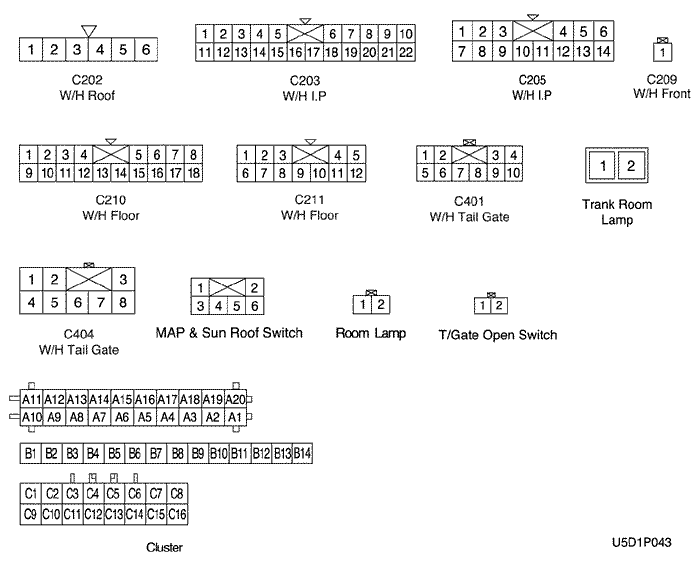 1 2 3 4 5 6
C202
W/H Roof
1 2 3 4 5 6 7 8 9 10
11 12 13 14 15 16 17 18 19 20 21 22
C203
W/H I.P
1 2 3 4 5 6
7 8 9 10 11 12 13 14
C205
W/H I.P
1
C209
W/H Front
1 2 3 4 5 6 7 8
9 10 11 12 13 14 15 16 17 18
C210
W/H Floor
1 2 3 4 5
6 7 8 9 10 11 12
C211
W/H Floor
1 2 3 4
5 6 7 8 9 10
C401
W/H Tail Gate
1 2
Trank Room
Lamp
1 2 3
4 5 6 7 8
C404
W/H Tail Gate
1 2
3 4 5 6
MAP & Sun Roof Switch
1 2
Room Lamp
1 2
T/Gate Open Switch
A11 A12 A13 A14 A15 A16 A17 A18 A19 A20
A10 A9 A8 A7 A6 A5 A4 A3 A2 A1
B1 B2 B3 B4 B5 B6 B7 B8 B9 B10 B11 B12 B13 B14
C1 C2 C3 C4 C5 C6 C7 C8
C9 C10 C11 C12 C13 C14 C15 C16
Cluster
U5D1P043